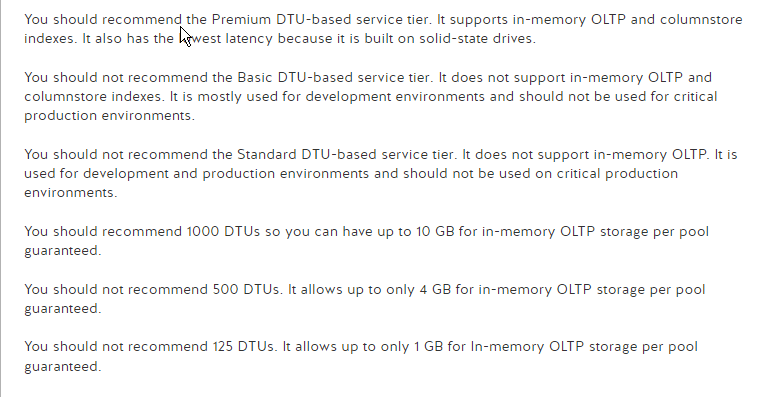 You should recommend the Premium DTU-based service tier. It supports in-memory OLTP and columnstore
indexes. It also has the lowest latency because it is built on solid-state drives.
You should not recommend the Basic DTU-based service tier. It does not support in-memory OLTP and
columnstore indexes. It is mostly used for development environments and should not be used for critical
production environments.
You should not recommend the Standard DTU-based service tier. It does not support in-memory OLTP. It is
used for development and production environments and should not be used on critical production
environments.
You should recommend 1000 DTUs so you can have up to 10 GB for in-memory OLTP storage per pool
guaranteed.
You should not recommend 500 DTUs. It allows up to only 4 GB for in-memory OLTP storage per pool
guaranteed.
You should not recommend 125 DTUs. It allows up to only 1 GB for In-memory OLTP storage per pool
guaranteed.